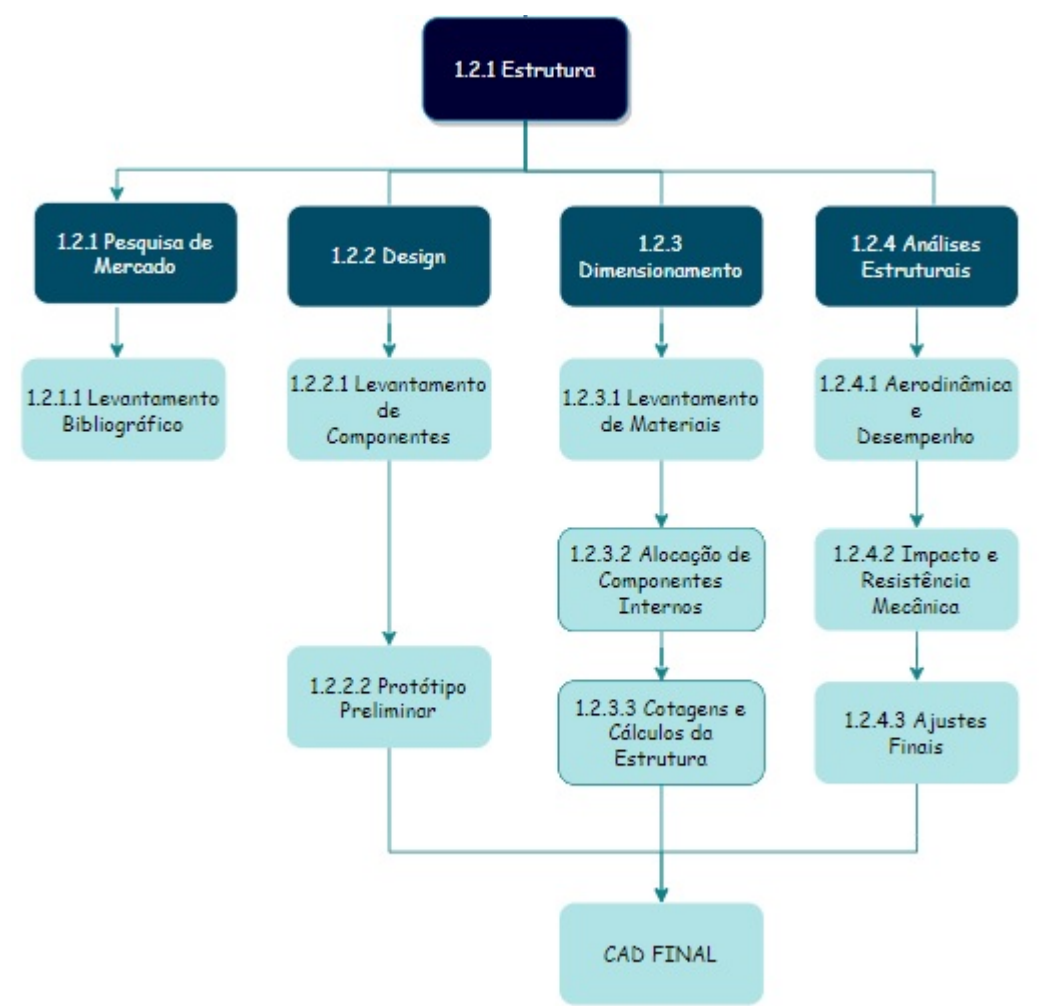 1.2.1 Estrutura
1.2.1 Pesquisa de
Mercado
1.2.2 Design
1.2.3
Dimensionamento
1.2.4 Análises
Estruturais
1.2.1.1 Levantamento
Bibliográfico
1.2.2.1 Levantamento
de
Componentes
1.2.3.1 Levantamento
de Materiais
1.2.4.1 Aerodinâmica
e
Desempenho
1.2.3.2 Alocação de
Componentes
Internos
1.2.4.2 Impacto e
Resistência
Mecânica
1.2.2.2 Protótipo
Preliminar
1.2.3.3 Cotagens e
Cálculos da
Estrutura
1.2.4.3 Ajustes
Finais
CAD FINAL